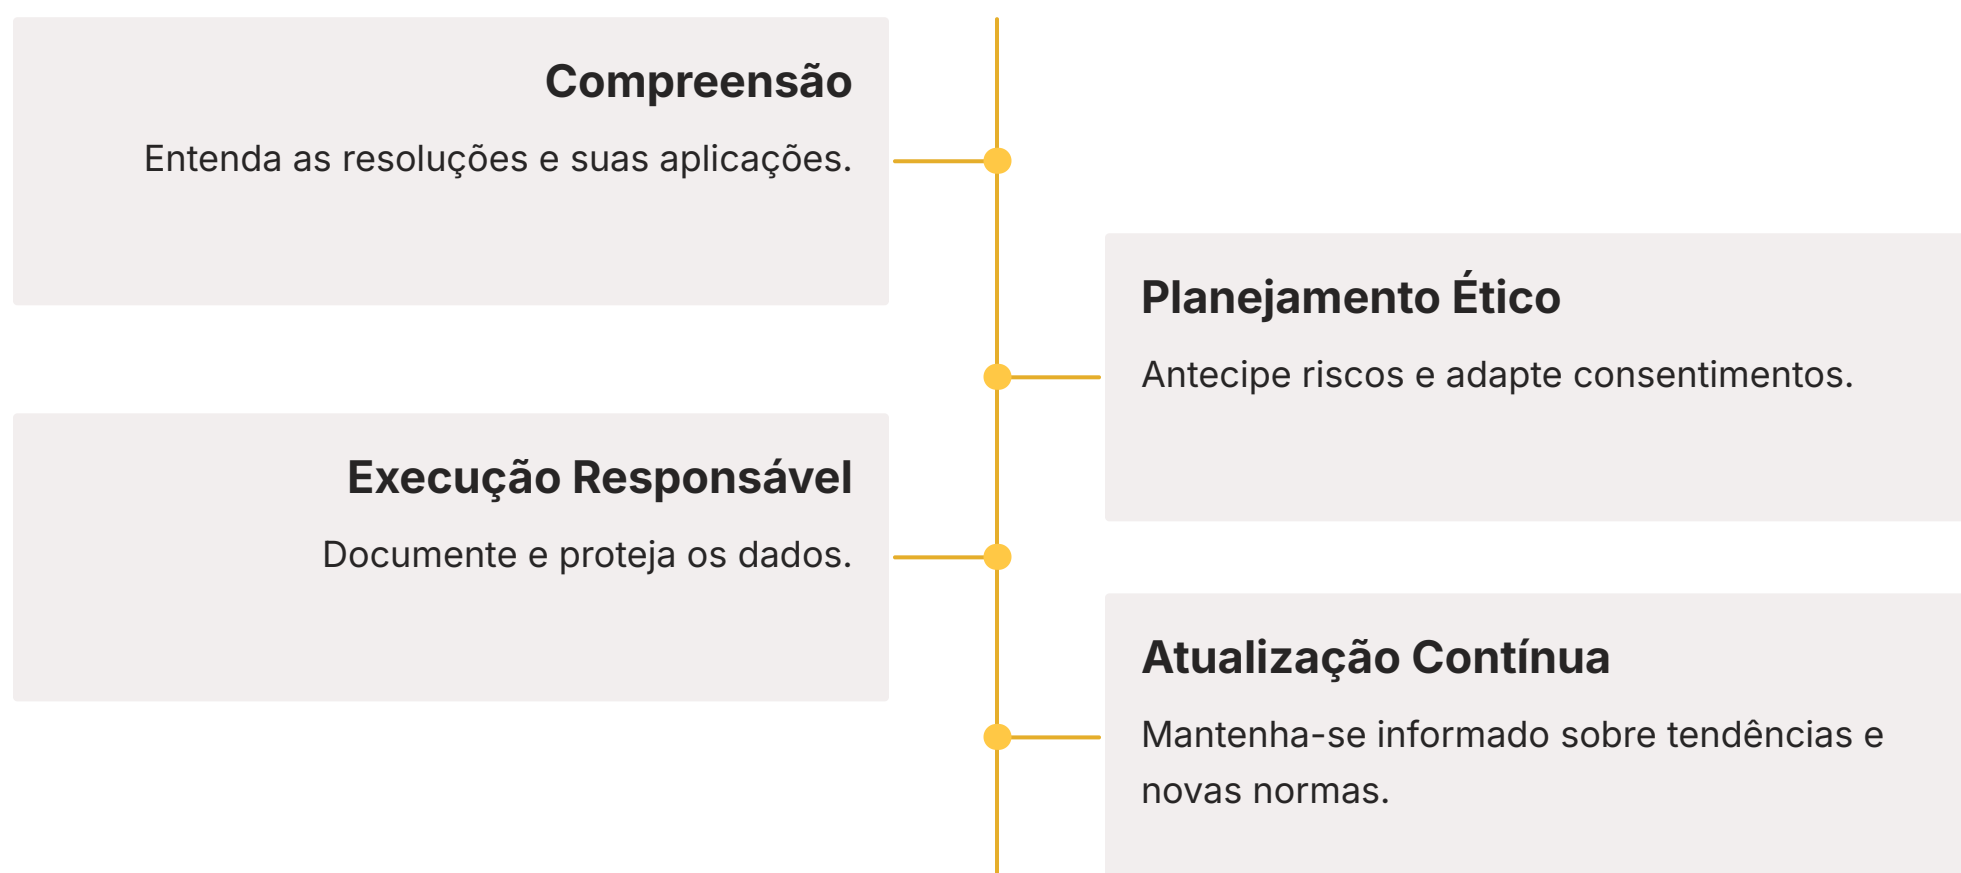 Compreensão
Entenda as resoluções e suas aplicações.
Planejamento Ético
Antecipe riscos e adapte consentimentos.
Execução Responsável
Documente e proteja os dados.
Atualização Contínua
Mantenha-se informado sobre tendências e
novas normas.